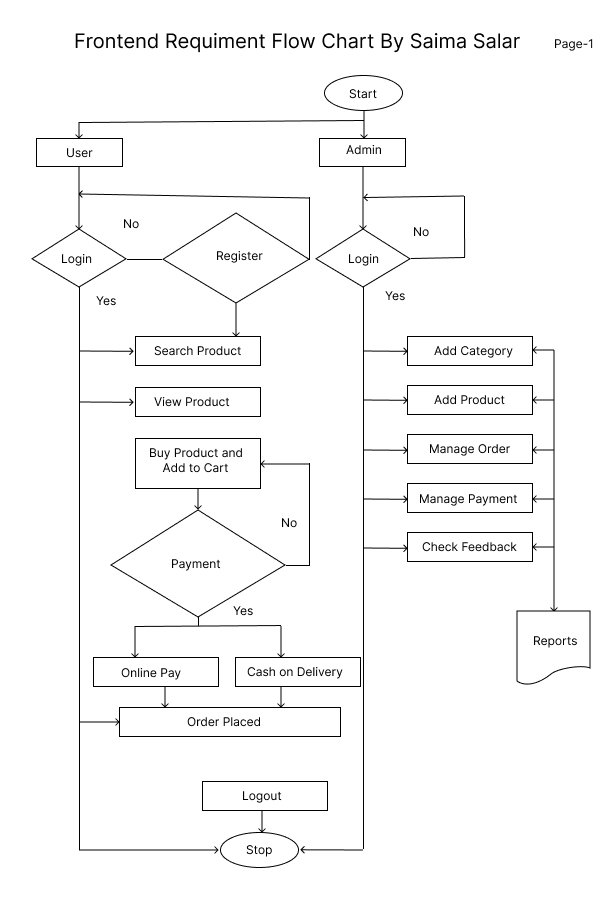 Frontend Requiment Flow Chart By Saima Salar
Page-1
Start
User
Admin
No
No
Login
Register
Login
Yes
Yes
Search Product
Add Category
View Product
Add Product
Buy Product and
Add to Cart
Manage Order
Manage Payment
No
Check Feedback
Payment
Yes
Reports
Online Pay
Cash on Delivery
Order Placed
Logout
Stop